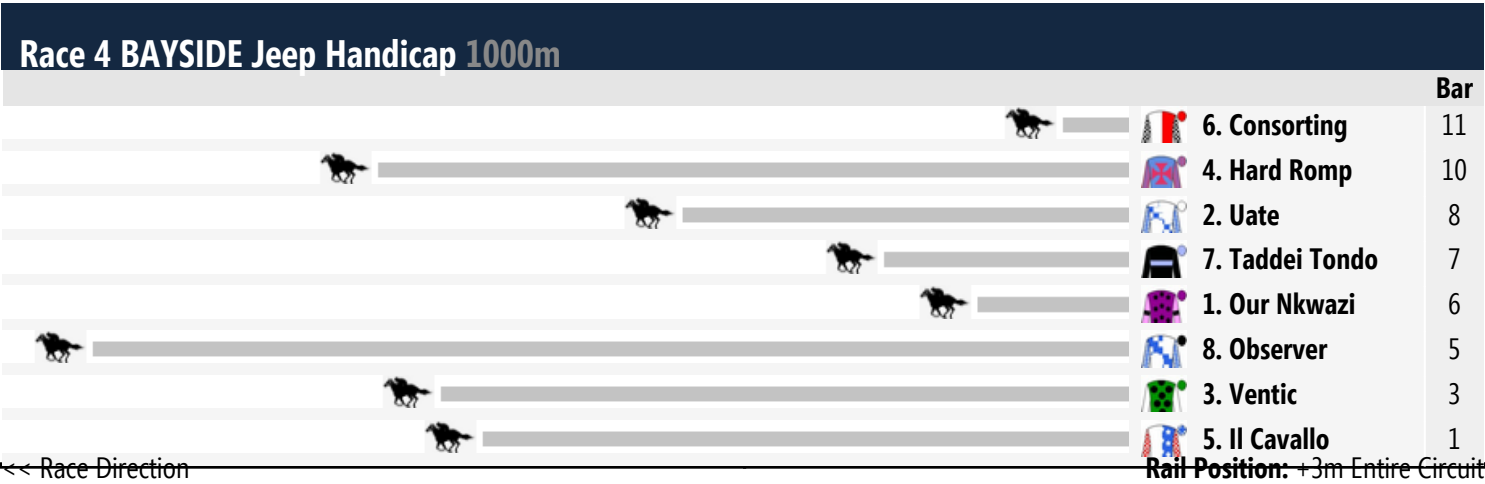 Race 4 BAYSIDE Jeep Handicap 1000m
Bar
6. Consorting 11
4. Hard Romp 10
2. Uate 8
7. Taddei Tondo 7
1. Our Nkwazi 6
8. Observer 5
3. Ventic 3
5. Il Cavallo 1
<< Race Direction Rail Position: +3m Entire Circuit